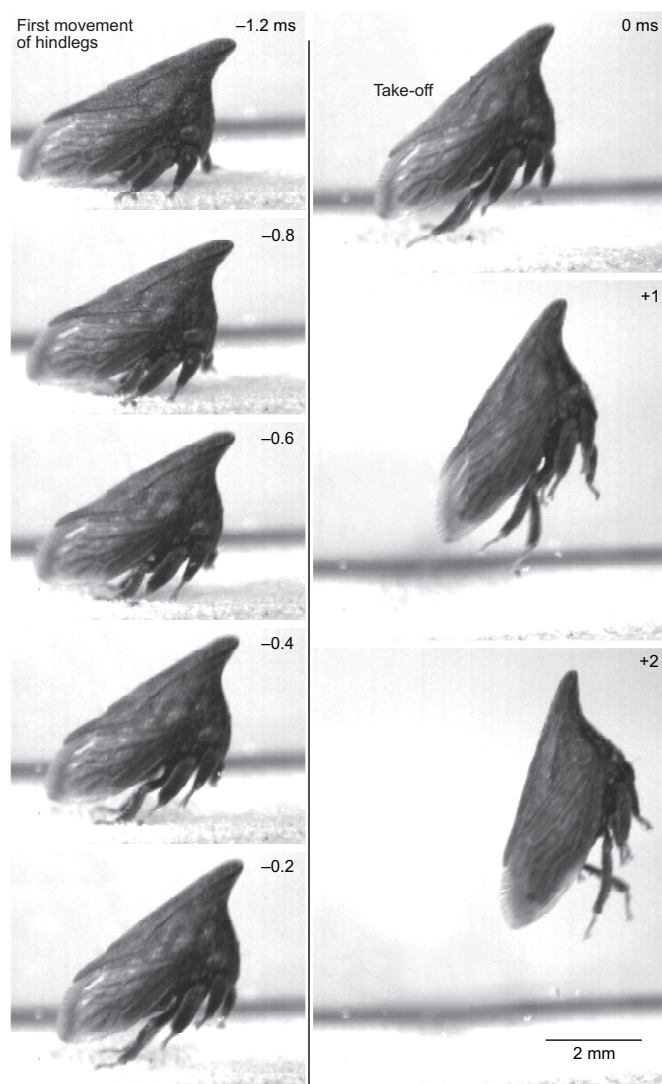 First movement
of hindlegs
–1.2 ms
–0.8
–0.6
–0.4
–0.2
0 ms
Take-off
+1
+2
2 mm